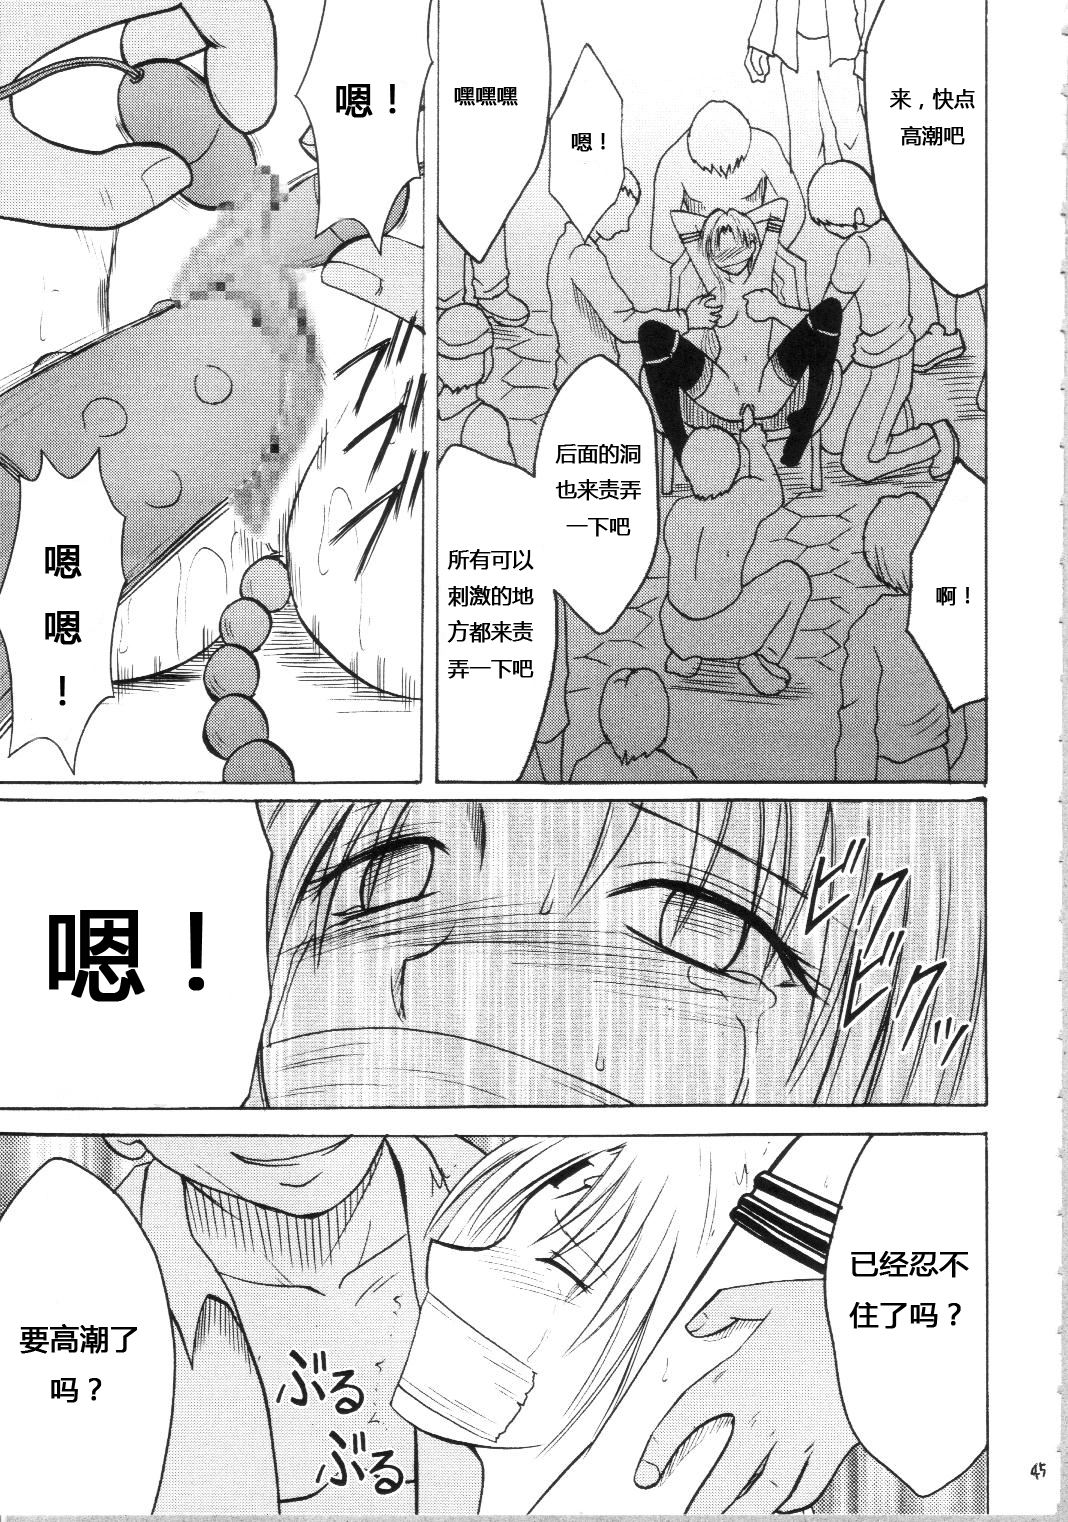 来，快点
高潮吧
嗯！
嘿嘿嘿
后面的洞
也来责弄
一下吧
所有可以
刺激的地
方都来责
弄一下吧
啊！
嗯！
嗯
嗯！
嗯！
ビクッ
ビクッ
已经忍不
住了吗？
要高潮了
吗？
ぶる
ぶる
45